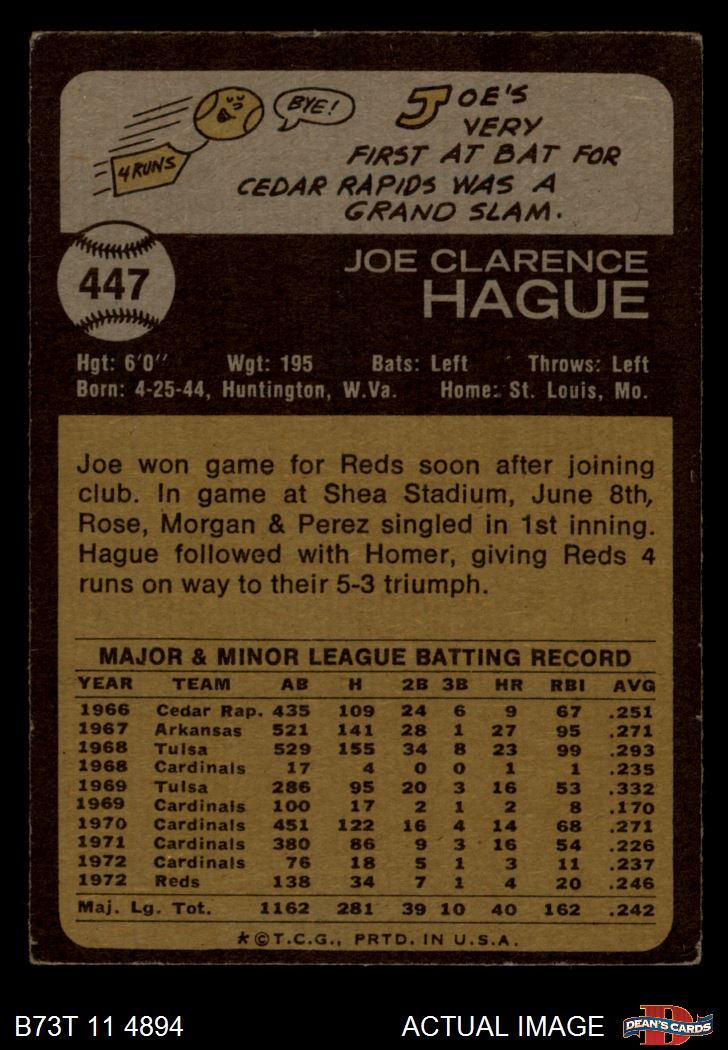 BYE!
4 RUNS
JOE'S
VERY
FIRST AT BAT FOR
CEDAR RAPIDS WAS A
GRAND SLAM.
447
JOE CLARENCE
HAGUE
Hgt: 6'0" Wgt: 195 Bats: Left Throws: Left
Born: 4-25-44, Huntington, W.Va. Home: St. Louis, Mo.
Joe won game for Reds soon after joining
club. In game at Shea Stadium, June 8th,
Rose, Morgan & Perez singled in 1st inning.
Hague followed with Homer, giving Reds 4
runs on way to their 5-3 triumph.
MAJOR & MINOR LEAGUE BATTING RECORD
YEAR TEAM AB H 2B 3B HR RBI AVG
1966 Cedar Rap. 435 109 24 6 9 67 .251
1967 Arkansas 521 141 28 1 27 95 .271
1968 Tulsa 529 155 34 8 23 99 .293
1968 Cardinals 17 4 0 0 1 1 .235
1969 Tulsa 286 95 20 3 16 53 .332
1969 Cardinals 100 17 2 1 2 8 .170
1970 Cardinals 451 122 16 4 14 68 .271
1971 Cardinals 380 86 9 3 16 54 .226
1972 Cardinals 76 18 5 1 3 11 .237
1972 Reds 138 34 7 1 4 20 .246
Maj. Lg. Tot. 1162 281 39 10 40 162 .242
*©T.C.G., PRTD. IN U.S.A.
B73T 11 4894 ACTUAL IMAGE
D
DEAN'S CARDS